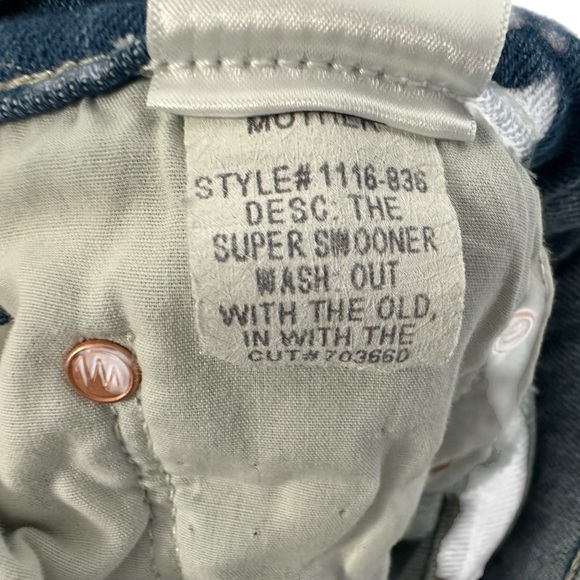 MOTHER
STYLE# 1116-836
DESC. THE
SUPER SWOONER
WASH: OUT
WITH THE OLD,
IN WITH THE
CUT# 70366D